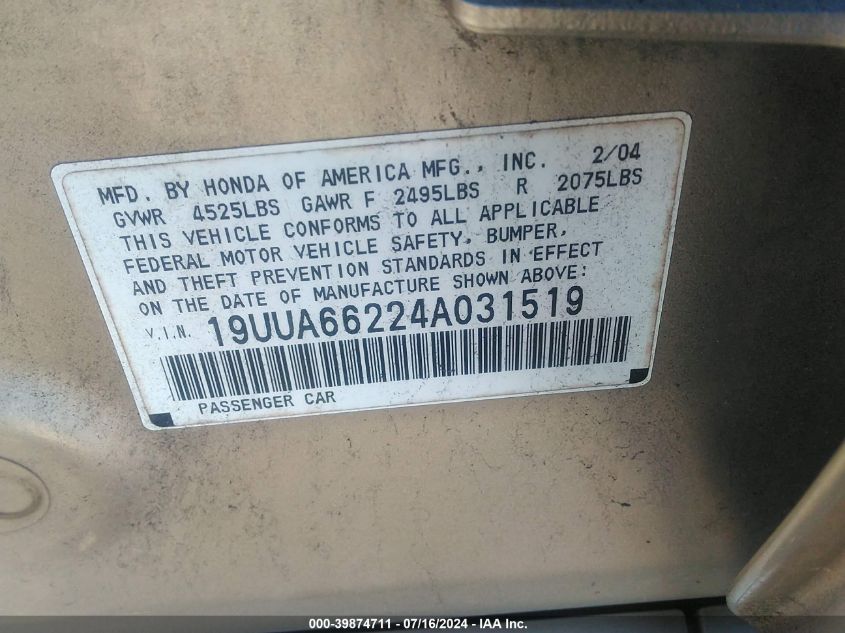 MFD. BY HONDA OF AMERICA MFG., INC. 2/04
GVWR 4525LBS GAWR F 2495LBS R 2075LBS
THIS VEHICLE CONFORMS TO ALL APPLICABLE
FEDERAL MOTOR VEHICLE SAFETY, BUMPER,
AND THEFT PREVENTION STANDARDS IN EFFECT
ON THE DATE OF MANUFACTURE SHOWN ABOVE:
V.I.N. 19UUA66224A031519
PASSENGER CAR
000-39874711 - 07/16/2024 - IAA Inc.